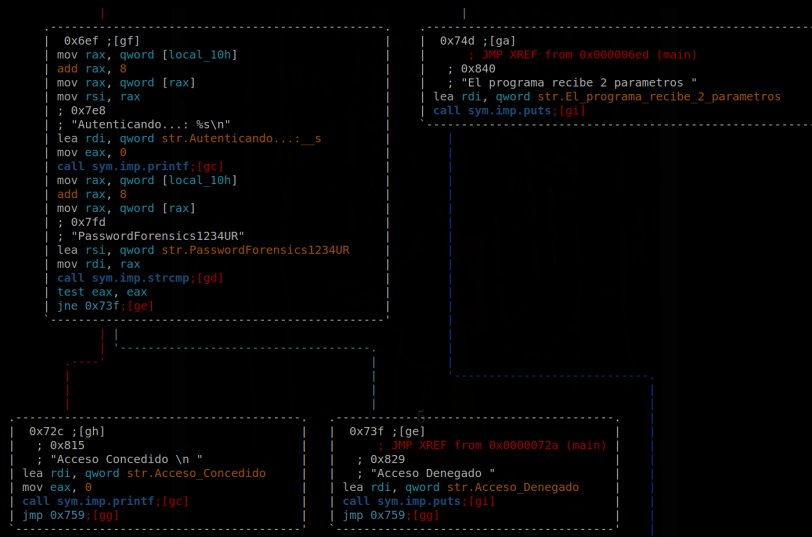 0x6ef ;[gf]
mov rax, qword [local_10h]
add rax, 8
mov rax, qword [rax]
mov rsi, rax
; 0x7e8
; "Autenticando...: %s\n"
lea rdi, qword str.Autenticando...:__s
mov eax, 0
call sym.imp.printf;[gc]
mov rax, qword [local_10h]
add rax, 8
mov rax, qword [rax]
; 0x7fd
; "PasswordForensics1234UR"
lea rsi, qword str.PasswordForensics1234UR
mov rdi, rax
call sym.imp.strcmp;[gd]
test eax, eax
jne 0x73f;[ge]
0x74d ;[ga]
; JMP XREF from 0x000006ed (main)
; 0x840
; "El programa recibe 2 parametros "
lea rdi, qword str.El_programa_recibe_2_parametros
call sym.imp.puts;[gi]
0x72c ;[gh]
; 0x815
; "Acceso Concedido \n "
lea rdi, qword str.Acceso_Concedido
mov eax, 0
call sym.imp.printf;[gc]
jmp 0x759;[gg]
0x73f ;[ge]
; JMP XREF from 0x0000072a (main)
; 0x829
; "Acceso Denegado "
lea rdi, qword str.Acceso_Denegado
call sym.imp.puts;[gi]
jmp 0x759;[gg]